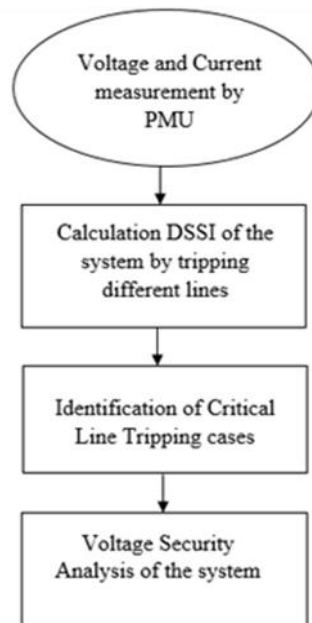 Voltage and Current
measurement by
PMU
Calculation DSSI of the
system by tripping
different lines
Identification of Critical
Line Tripping cases
Voltage Security
Analysis of the system